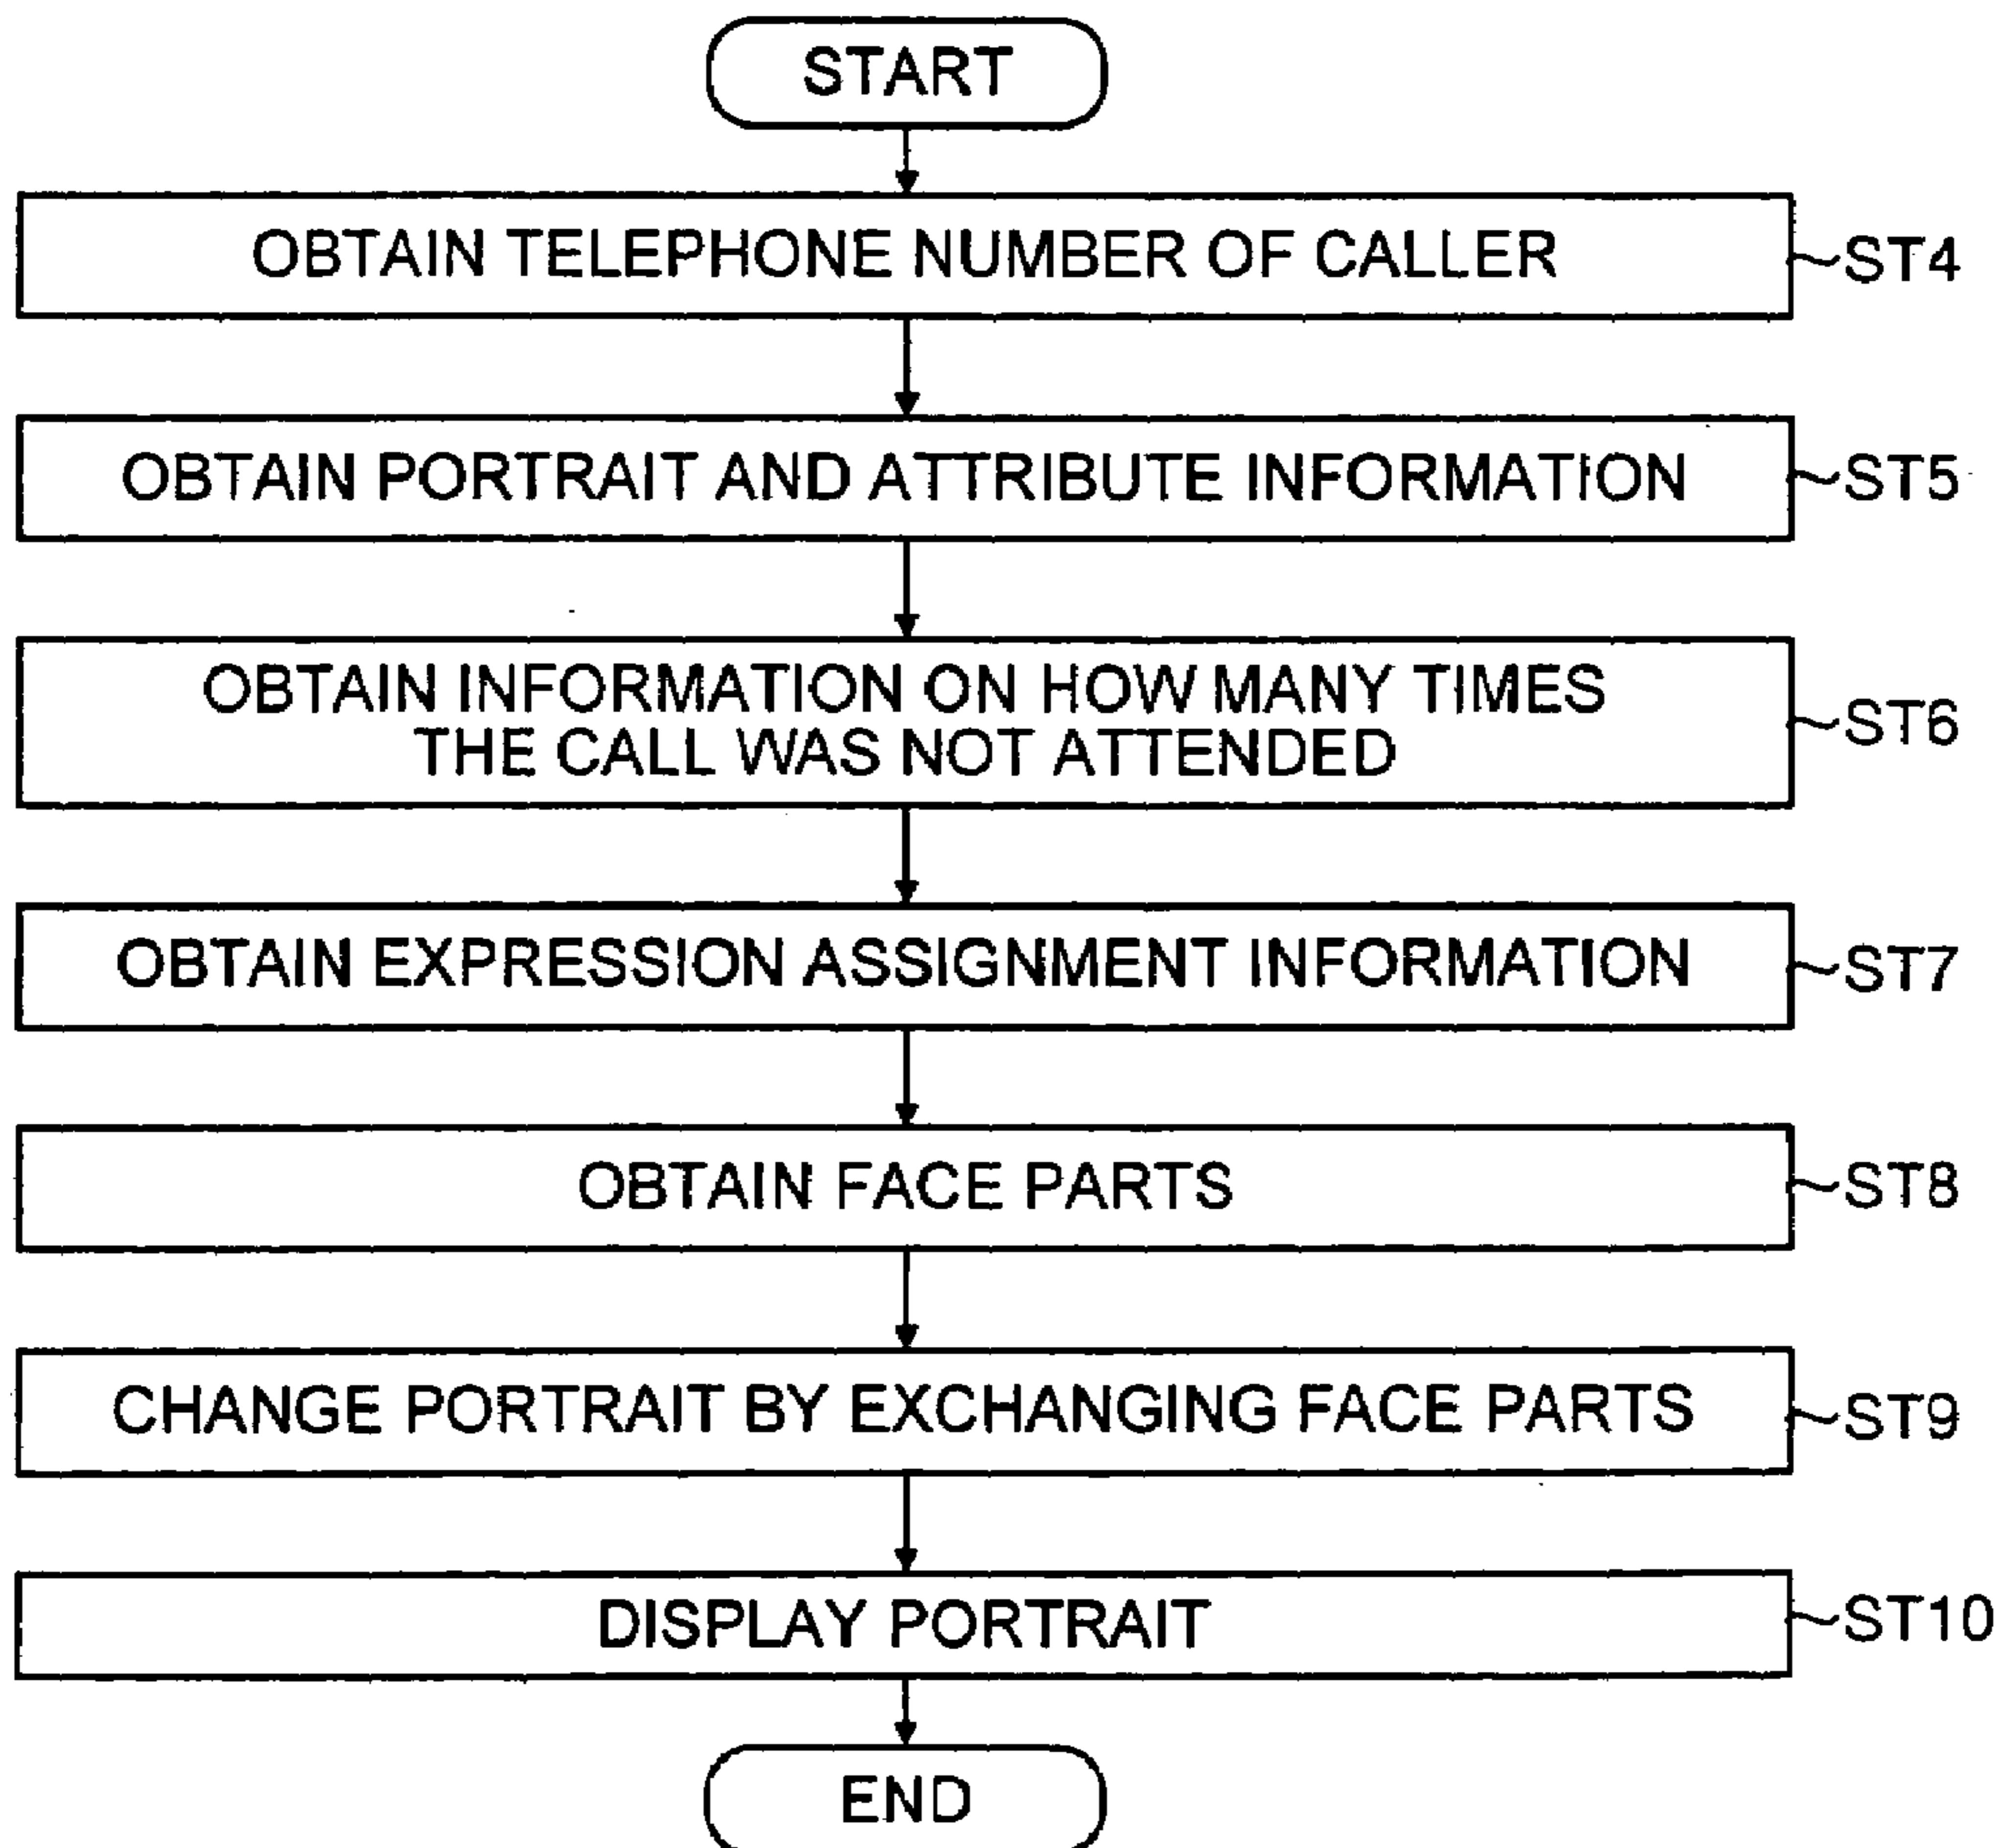 START
OBTAIN TELEPHONE NUMBER OF CALLER
ST4
OBTAIN PORTRAIT AND ATTRIBUTE INFORMATION
ST5
OBTAIN INFORMATION ON HOW MANY TIMES
THE CALL WAS NOT ATTENDED
ST6
OBTAIN EXPRESSION ASSIGNMENT INFORMATION
ST7
OBTAIN FACE PARTS
ST8
CHANGE PORTRAIT BY EXCHANGING FACE PARTS
ST9
DISPLAY PORTRAIT
ST10
END